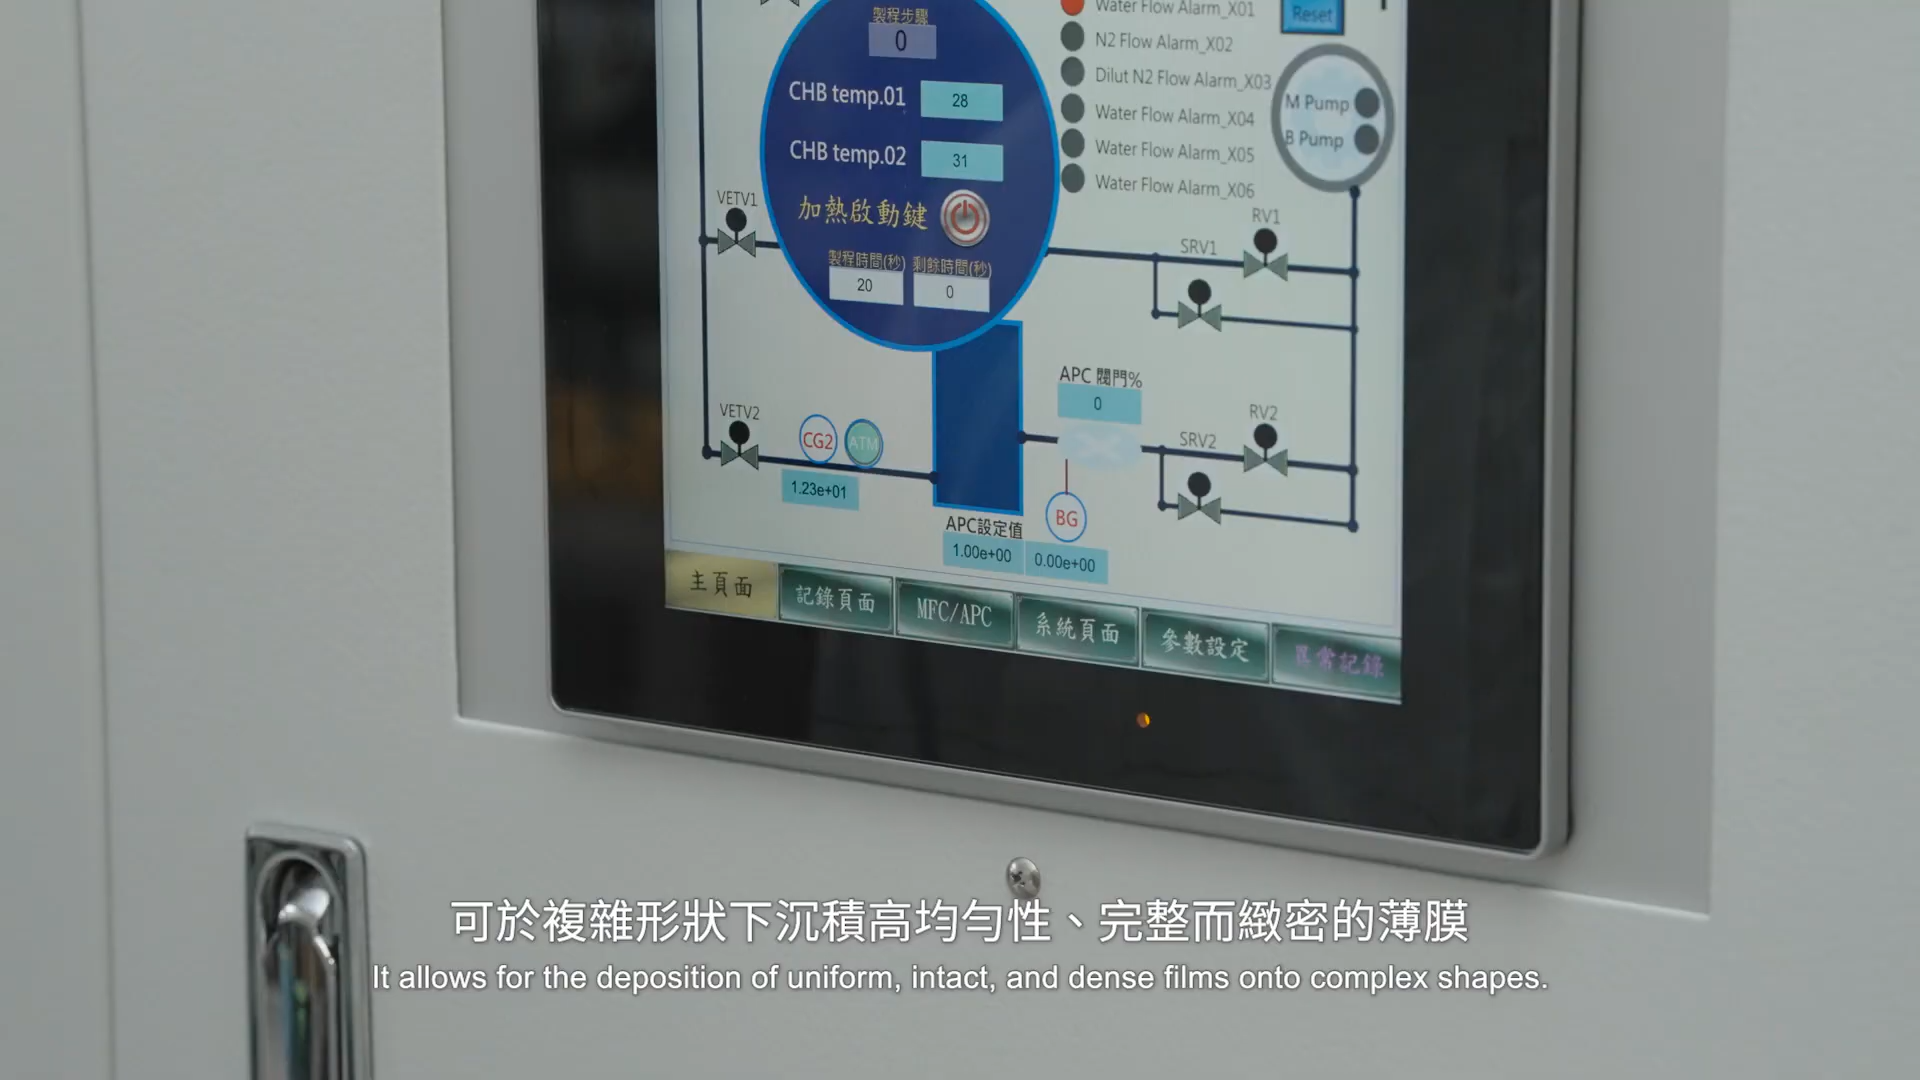 製程步驟
0
CHB temp.01 28
CHB temp.02 31
加熱啟動鍵
製程時間(秒) 剩餘時間(秒)
20 0
Water Flow Alarm_X01
N2 Flow Alarm_X02
Dilut N2 Flow Alarm_X03
Water Flow Alarm_X04
Water Flow Alarm_X05
Water Flow Alarm_X06
Reset
M Pump
B Pump
VETV1
RV1
SRV1
APC 閥門%
0
VETV2
CG2
ATM
1.23e+01
RV2
SRV2
BG
APC設定值
1.00e+00 0.00e+00
主頁面
記錄頁面
MFC/APC
系統頁面
參數設定
異常記錄
可於複雜形狀下沉積高均勻性、完整而緻密的薄膜
It allows for the deposition of uniform, intact, and dense films onto complex shapes.